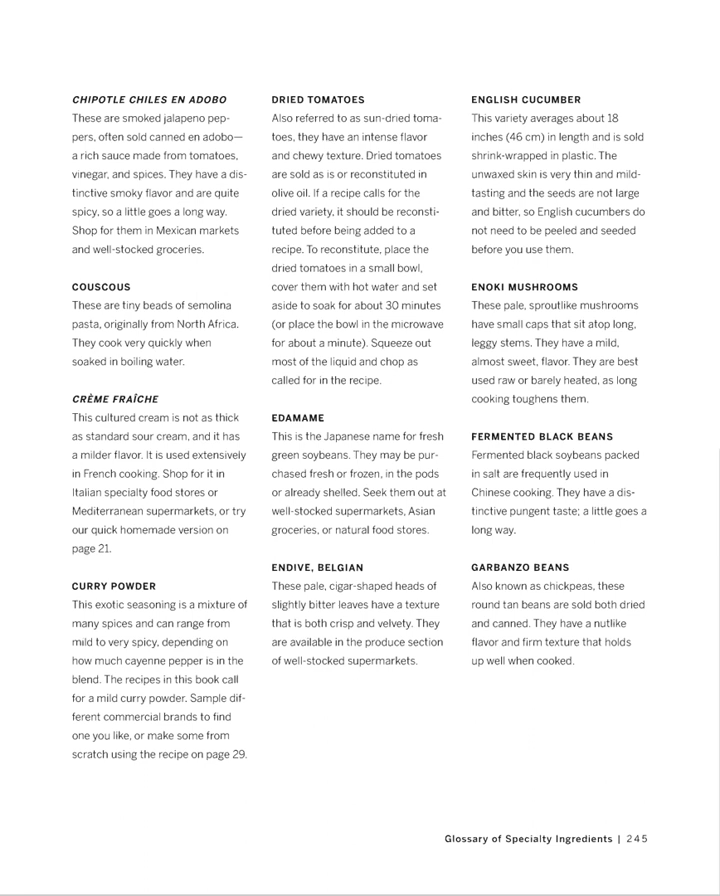 CHIPOTLE CHILES EN ADOBO
These are smoked jalapeno pep-
pers, often sold canned en adobo—
a rich sauce made from tomatoes,
vinegar, and spices. They have a dis-
tinctive smoky flavor and are quite
spicy, so a little goes a long way.
Shop for them in Mexican markets
and well-stocked groceries.
COUSCOUS
These are tiny beads of semolina
pasta, originally from North Africa.
They cook very quickly when
soaked in boiling water.
CRÈME FRAÎCHE
This cultured cream is not as thick
as standard sour cream, and it has
a milder flavor. It is used extensively
in French cooking. Shop for it in
Italian specialty food stores or
Mediterranean supermarkets, or try
our quick homemade version on
page 21.
CURRY POWDER
This exotic seasoning is a mixture of
many spices and can range from
mild to very spicy, depending on
how much cayenne pepper is in the
blend. The recipes in this book call
for a mild curry powder. Sample dif-
ferent commercial brands to find
one you like, or make some from
scratch using the recipe on page 29.
DRIED TOMATOES
Also referred to as sun-dried toma-
toes, they have an intense flavor
and chewy texture. Dried tomatoes
are sold as is or reconstituted in
olive oil. If a recipe calls for the
dried variety, it should be reconsti-
tuted before being added to a
recipe. To reconstitute, place the
dried tomatoes in a small bowl,
cover them with hot water and set
aside to soak for about 30 minutes
(or place the bowl in the microwave
for about a minute). Squeeze out
most of the liquid and chop as
called for in the recipe.
EDAMAME
This is the Japanese name for fresh
green soybeans. They may be pur-
chased fresh or frozen, in the pods
or already shelled. Seek them out at
well-stocked supermarkets, Asian
groceries, or natural food stores.
ENDIVE, BELGIAN
These pale, cigar-shaped heads of
slightly bitter leaves have a texture
that is both crisp and velvety. They
are available in the produce section
of well-stocked supermarkets.
ENGLISH CUCUMBER
This variety averages about 18
inches (46 cm) in length and is sold
shrink-wrapped in plastic. The
unwaxed skin is very thin and mild-
tasting and the seeds are not large
and bitter, so English cucumbers do
not need to be peeled and seeded
before you use them.
ENOKI MUSHROOMS
These pale, sproutlike mushrooms
have small caps that sit atop long,
leggy stems. They have a mild,
almost sweet, flavor. They are best
used raw or barely heated, as long
cooking toughens them.
FERMENTED BLACK BEANS
Fermented black soybeans packed
in salt are frequently used in
Chinese cooking. They have a dis-
tinctive pungent taste; a little goes a
long way.
GARBANZO BEANS
Also known as chickpeas, these
round tan beans are sold both dried
and canned. They have a nutlike
flavor and firm texture that holds
up well when cooked.
Glossary of Specialty Ingredients | 245